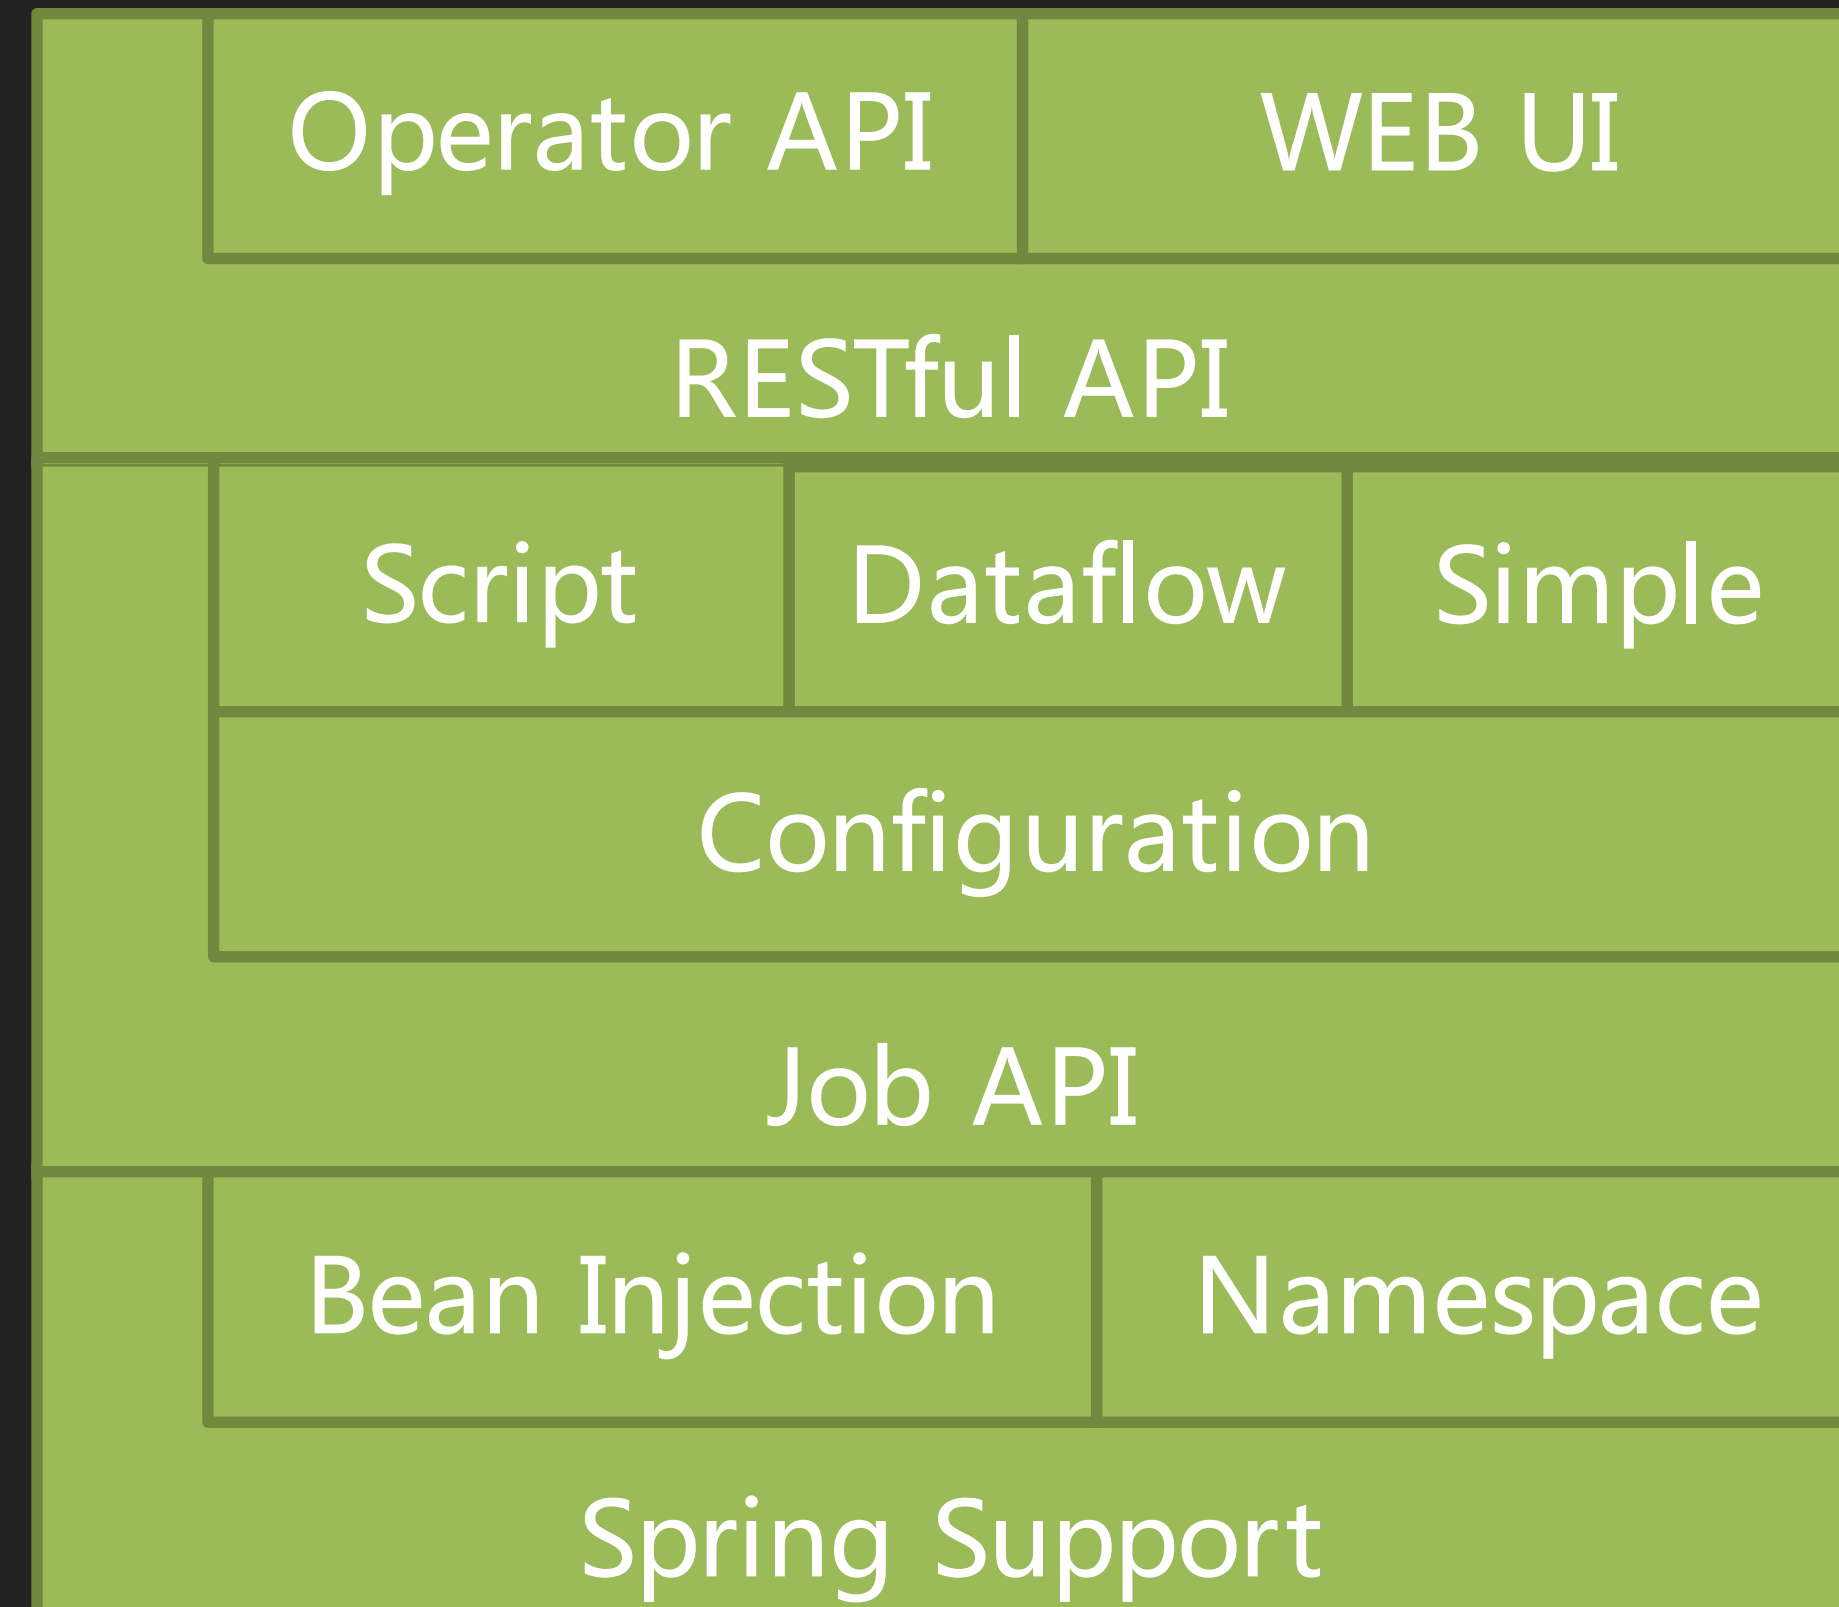 Operator API
WEB UI
RESTful API
Script
Dataflow
Simple
Configuration
Job API
Bean Injection
Namespace
Spring Support